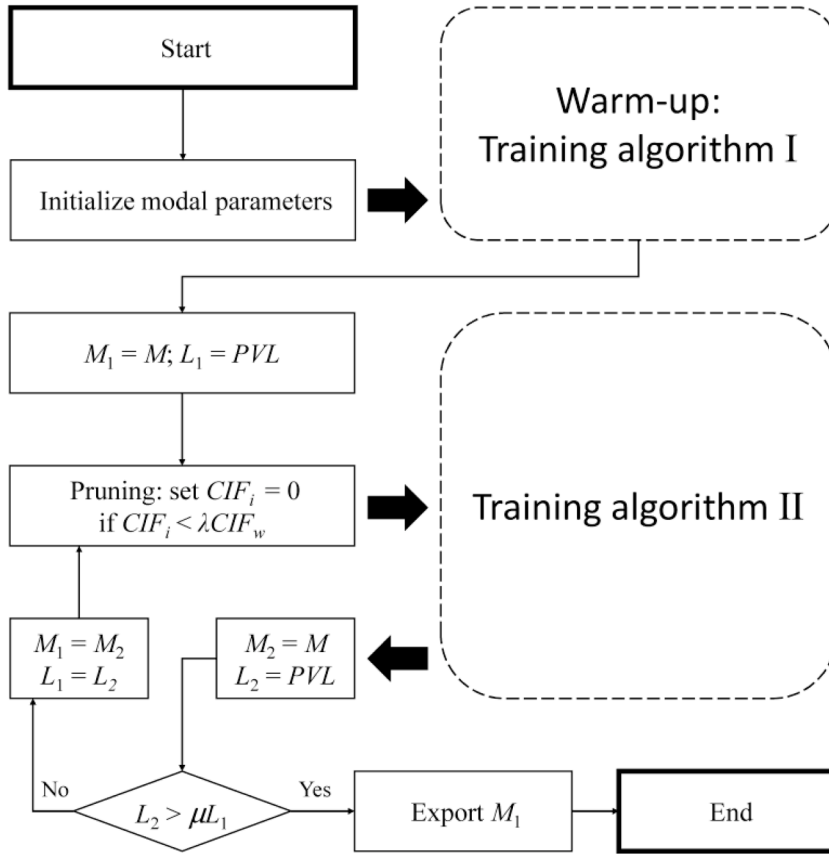 Start
Warm-up:
Training algorithm I
Initialize modal parameters
M₁ = M; L₁ = PVL
Pruning: set CIFᵢ = 0
if CIFᵢ < λCIF_w
Training algorithm II
M₁ = M₂
L₁ = L₂
M₂ = M
L₂ = PVL
No
L₂ > μL₁
Yes
Export M₁
End